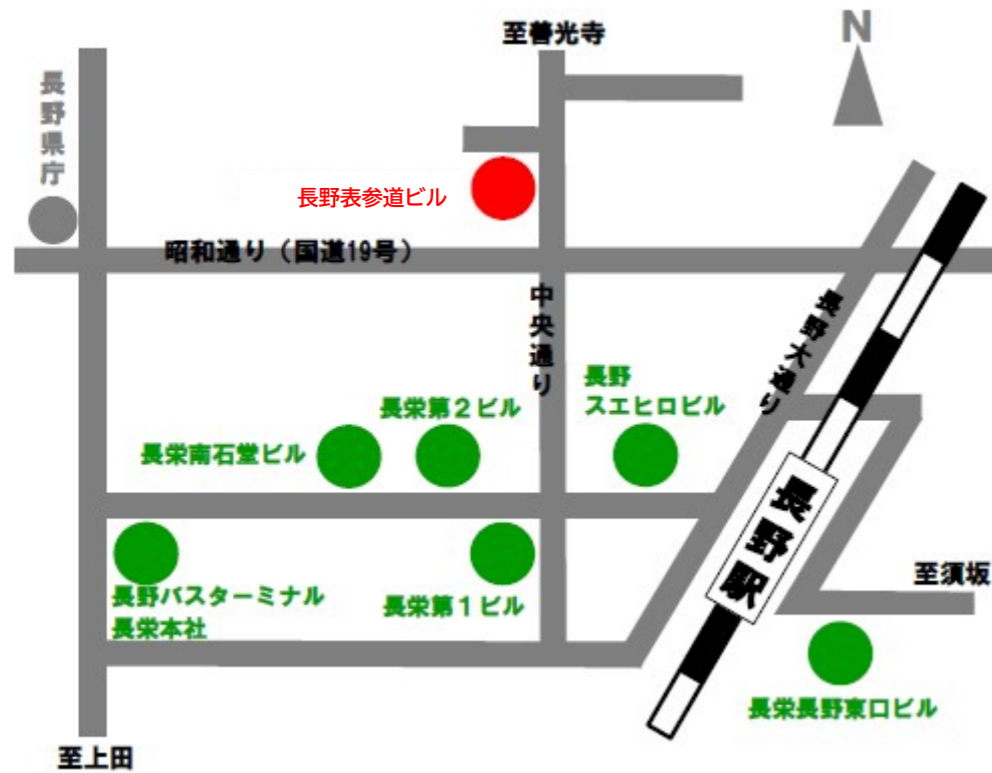 至善光寺
N
長野県庁
長野表参道ビル
昭和通り（国道19号）
中央通り
長野大通り
長野
スエヒロビル
長栄第２ビル
長栄南石堂ビル
長野駅
至須坂
長野バスターミナル
長栄本社
長栄第１ビル
長栄長野東口ビル
至上田